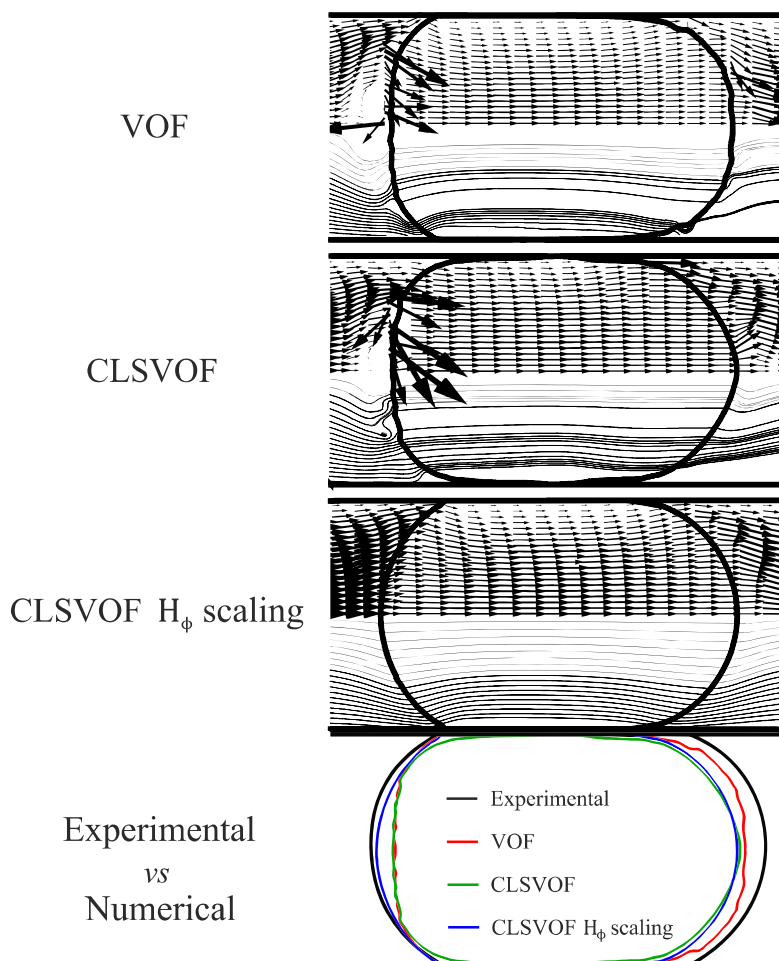 VOF
CLSVOF
CLSVOF H_ϕ scaling
Experimental
vs
Numerical
Experimental
VOF
CLSVOF
CLSVOF H_ϕ scaling